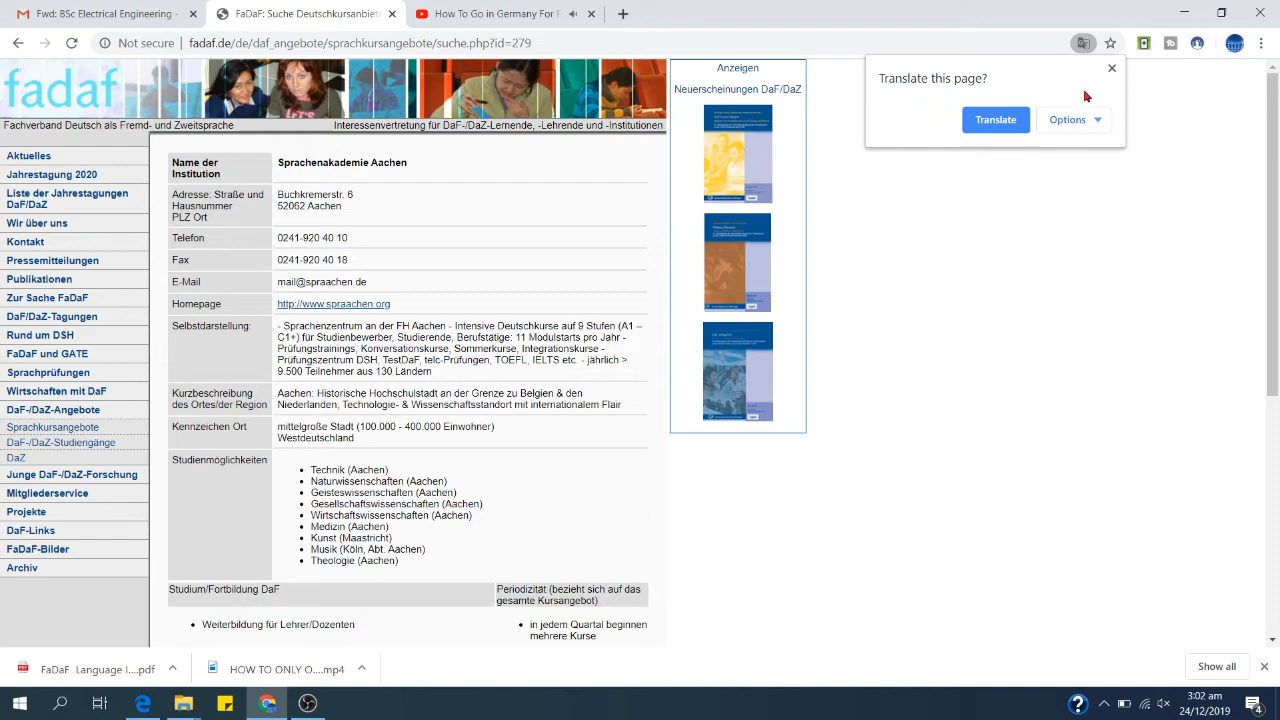 Fwd: BSc Electrical Engineering -
FaDaF: Suche Deutschkursanbiete
How To Go in Germany For
Not secure
fadaf.de/de/daf_angebote/sprachkursangebote/suche.php?id=279
fadaf
Interessenvertretung für DaF-/DaZ-Lernende, -Lehrende und -Institutionen
Anzeigen
Neuerscheinungen DaF/DaZ
Translate this page?
Translate
Options
Aktuelles
Jahrestagung 2020
Liste der Jahrestagungen
DaF/DaZ
Wir über uns
Kontakt
Pressemitteilungen
Publikationen
Zur Sache FaDaF
DaF/DaZ-Tagungen
Rund um DSH
FaDaF und GATE
Sprachprüfungen
Wirtschaften mit DaF
DaF-/DaZ-Angebote
DaF-/DaZ-Studiengänge
DaZ
Junge DaF-/DaZ-Forschung
Mitgliederservice
Projekte
DaF-Links
FaDaF-Bilder
Archiv
Name der
Institution
Sprachenakademie Aachen
Adresse: Straße und
Hausnummer
PLZ Ort
Buchkremerstr. 6
52062 Aachen
Telefon
0241-920 40 10
Fax
0241-920 40 18
E-Mail
mail@spraachen.de
Homepage
http://www.spraachen.org
Selbstdarstellung:
- Sprachenzentrum an der FH Aachen - Intensive Deutschkurse auf 9 Stufen (A1 –
C1) für Studienbewerber, Studierende, Berufstätige: 11 Modulstarts pro Jahr -
Prüfungstrainings, Konversationskurse, Sommerkurse, Integrationskurse -
Prüfungszentrum DSH, TestDaF, telc-Prüfungen, TOEFL, IELTS etc. - jährlich >
9.500 Teilnehmer aus 130 Ländern
Kurzbeschreibung
des Ortes/der Region
Aachen: Historische Hochschulstadt an der Grenze zu Belgien & den
Nederlanden, Technologie- & Wissenschaftsstandort mit internationalem Flair
Kennzeichen Ort
mittelgroße Stadt (100.000 - 400.000 Einwohner)
Westdeutschland
Studienmöglichkeiten
Technik (Aachen)
Naturwissenschaften (Aachen)
Geisteswissenschaften (Aachen)
Gesellschaftswissenschaften (Aachen)
Wirtschaftswissenschaften (Aachen)
Medizin (Aachen)
Kunst (Maastricht)
Musik (Köln, Abt. Aachen)
Theologie (Aachen)
Studium/Fortbildung DaF
Periodizität (bezieht sich auf das
gesamte Kursangebot)
Weiterbildung für Lehrer/Dozenten
in jedem Quartal beginnen
mehrere Kurse
FaDaF Language I....pdf
HOW TO ONLY O....mp4
Show all
3:02 am
24/12/2019
4